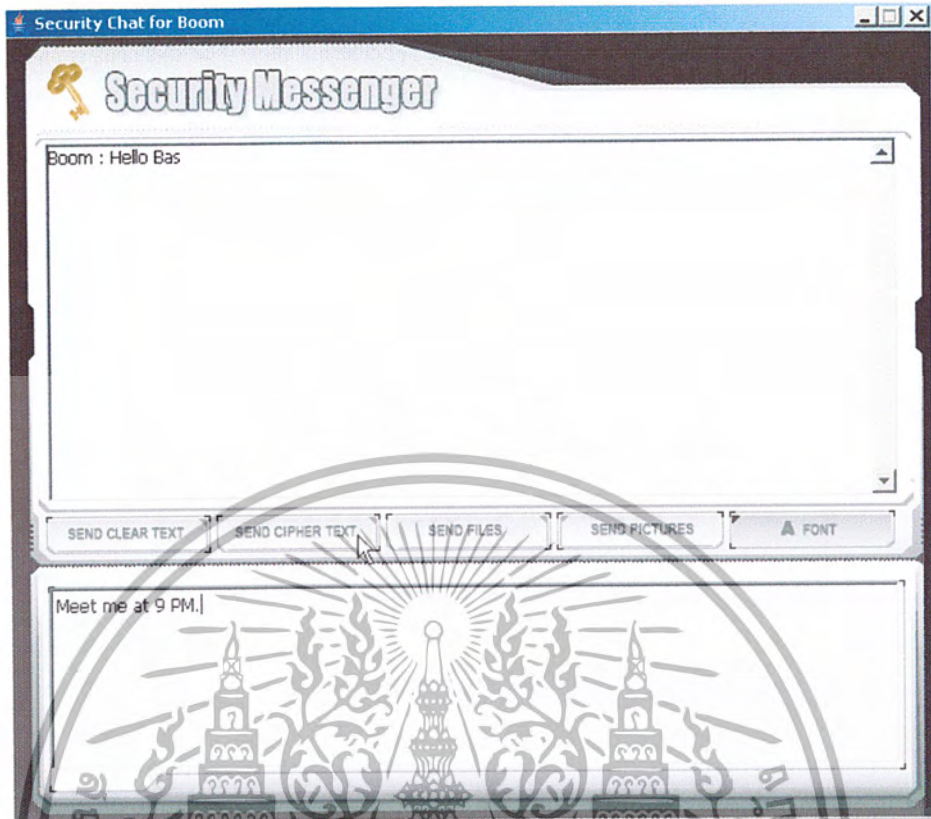 Security Chat for Boom
Security Messenger
Boom : Hello Bas
SEND CLEAR TEXT SEND CIPHER TEXT SEND FILES SEND PICTURES A FONT
Meet me at 9 PM.